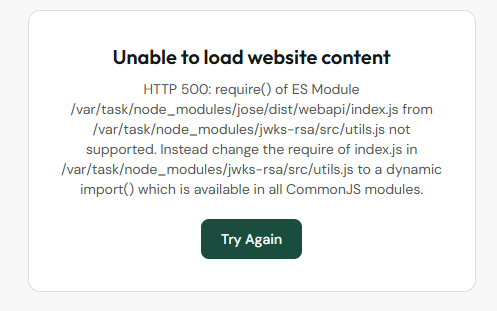 Unable to load website content
HTTP 500: require() of ES Module
/var/task/node_modules/jose/dist/webapi/index.js from
/var/task/node_modules/jwks-rsa/src/utils.js not
supported. Instead change the require of index.js in
/var/task/node_modules/jwks-rsa/src/utils.js to a dynamic
import() which is available in all CommonJS modules.
Try Again